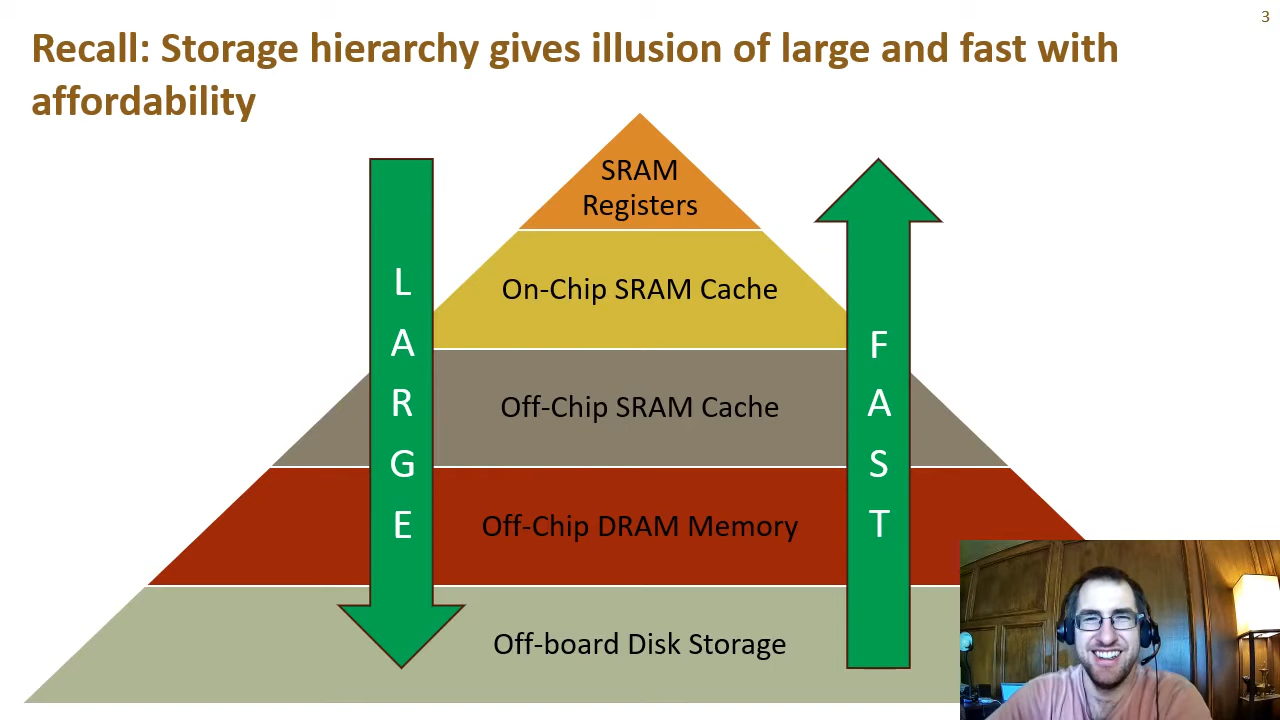 3
Recall: Storage hierarchy gives illusion of large and fast with
affordability
SRAM
Registers
On-Chip SRAM Cache
Off-Chip SRAM Cache
Off-Chip DRAM Memory
Off-board Disk Storage
L
A
R
G
E
F
A
S
T